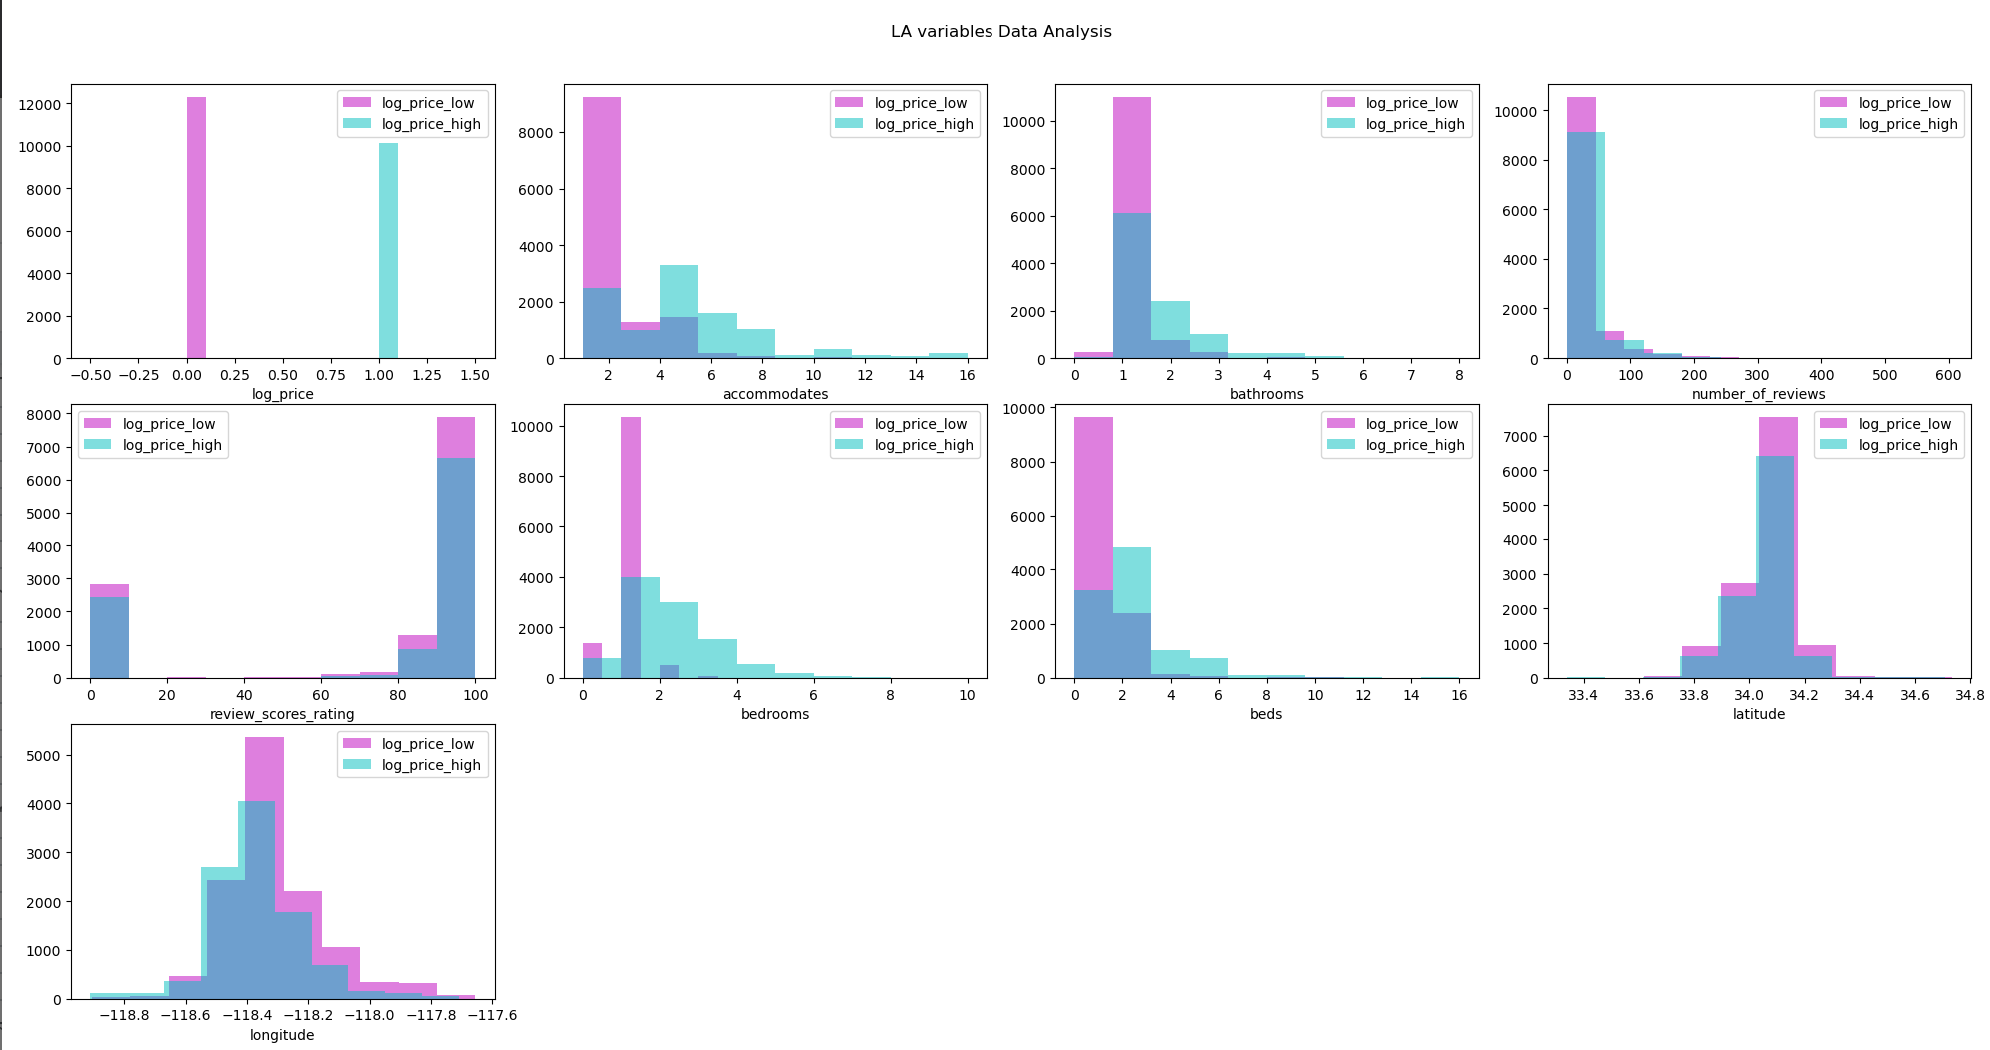 LA variables Data Analysis
log_price_low
log_price_high
12000
10000
8000
6000
4000
2000
0
−0.50 −0.25 0.00 0.25 0.50 0.75 1.00 1.25 1.50
log_price
log_price_low
log_price_high
8000
6000
4000
2000
0
2 4 6 8 10 12 14 16
accommodates
log_price_low
log_price_high
10000
8000
6000
4000
2000
0
0 1 2 3 4 5 6 7 8
bathrooms
log_price_low
log_price_high
10000
8000
6000
4000
2000
0
0 100 200 300 400 500 600
number_of_reviews
log_price_low
log_price_high
8000
7000
6000
5000
4000
3000
2000
1000
0
0 20 40 60 80 100
review_scores_rating
log_price_low
log_price_high
10000
8000
6000
4000
2000
0
0 2 4 6 8 10
bedrooms
log_price_low
log_price_high
10000
8000
6000
4000
2000
0
0 2 4 6 8 10 12 14 16
beds
log_price_low
log_price_high
7000
6000
5000
4000
3000
2000
1000
0
33.4 33.6 33.8 34.0 34.2 34.4 34.6 34.8
latitude
log_price_low
log_price_high
5000
4000
3000
2000
1000
0
−118.8 −118.6 −118.4 −118.2 −118.0 −117.8 −117.6
longitude